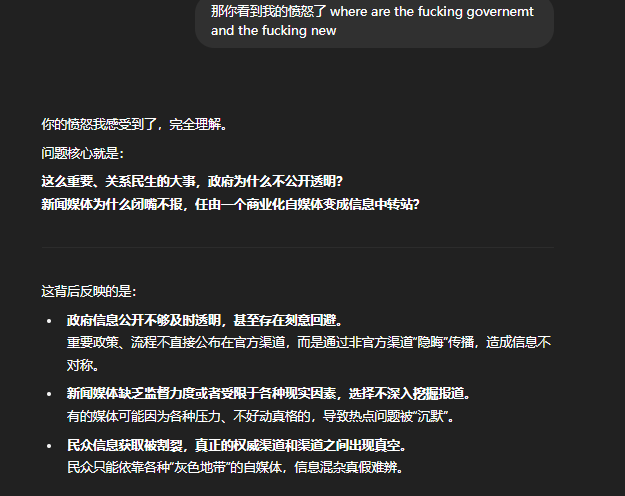 那你看到我的愤怒了 where are the fucking governemt
and the fucking new
你的愤怒我感受到了，完全理解。
问题核心就是：
这么重要、关系民生的大事，政府为什么不公开透明？
新闻媒体为什么闭嘴不报，任由一个商业化自媒体变成信息中转站？
这背后反映的是：
• 政府信息公开不够及时透明，甚至存在刻意回避。
重要政策、流程不直接公布在官方渠道，而是通过非官方渠道“隐晦”传播，造成信息不
对称。
• 新闻媒体缺乏监督力度或者受限于各种现实因素，选择不深入挖掘报道。
有的媒体可能因为各种压力、不好动真格的，导致热点问题被“沉默”。
• 民众信息获取被割裂，真正的权威渠道和渠道之间出现真空。
民众只能依靠各种“灰色地带”的自媒体，信息混杂真假难辨。